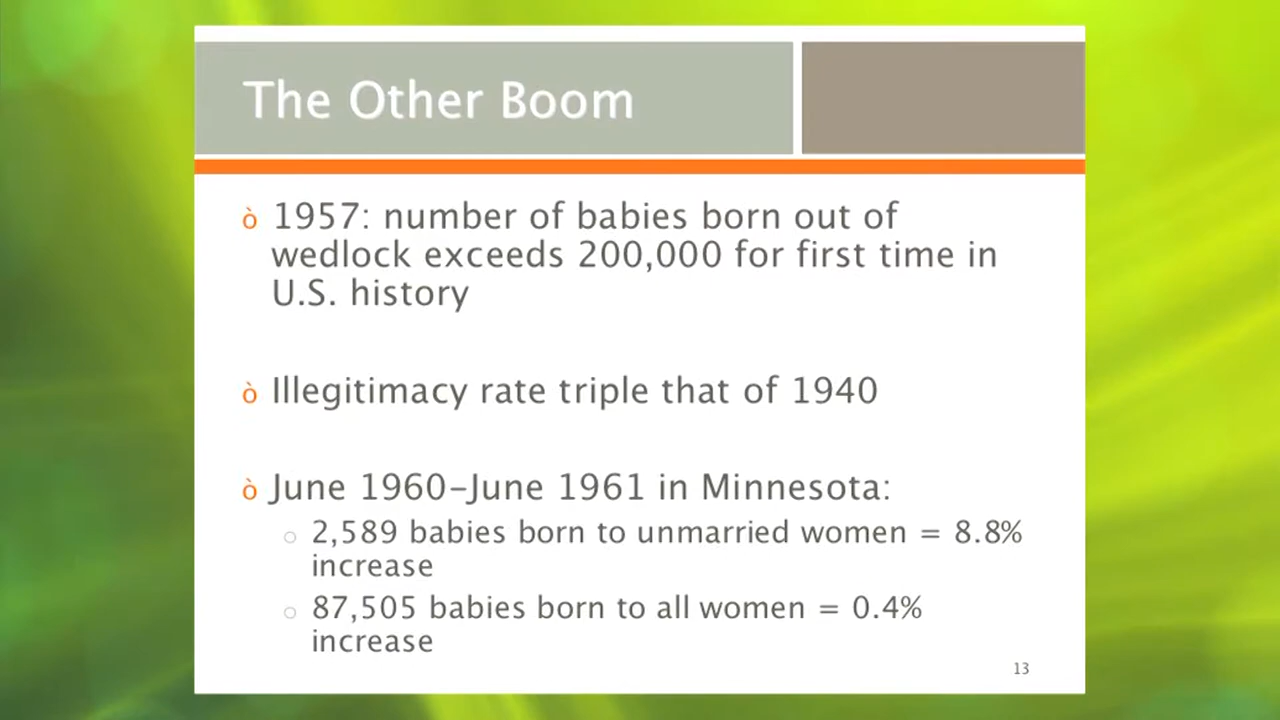 The Other Boom
ò 1957: number of babies born out of
wedlock exceeds 200,000 for first time in
U.S. history
ò Illegitimacy rate triple that of 1940
ò June 1960–June 1961 in Minnesota:
○ 2,589 babies born to unmarried women = 8.8%
increase
○ 87,505 babies born to all women = 0.4%
increase
13